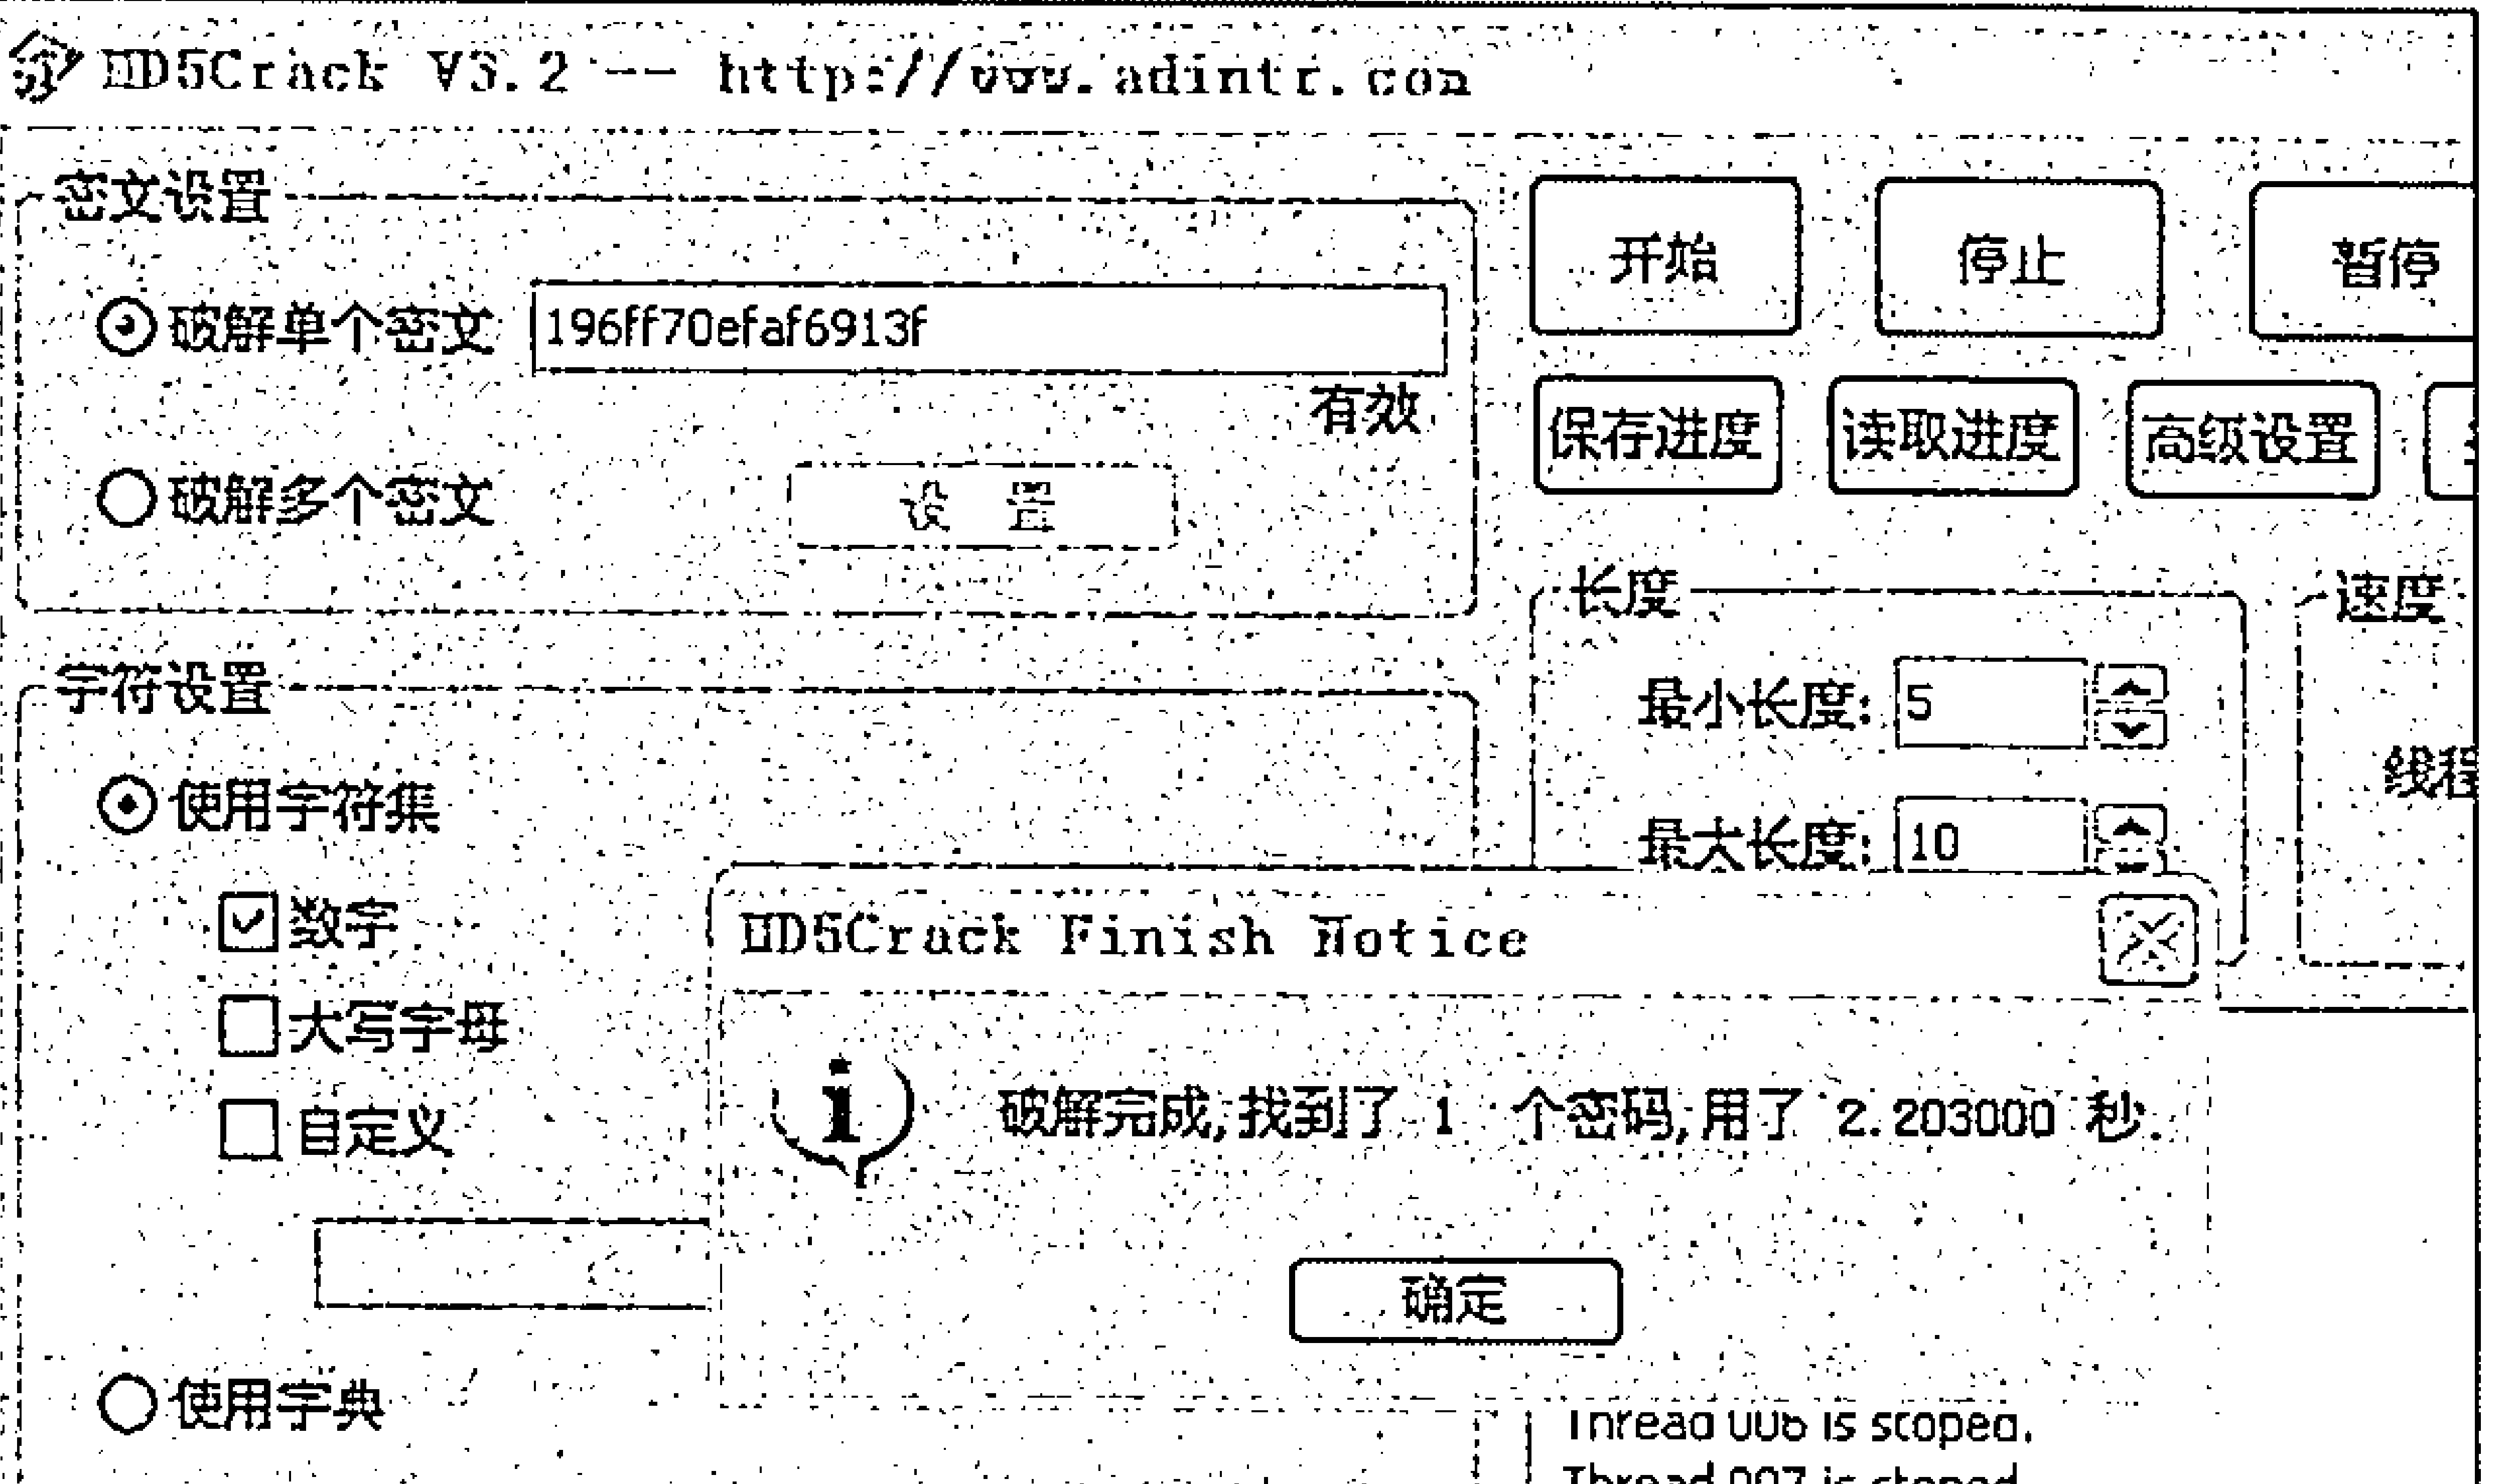 MD5Crack V3.2 -- http://www.adintr.com
密文设置
破解单个密文 196ff70efaf6913f
有效
破解多个密文 设 置
开始 停止 暂停
保存进度 读取进度 高级设置
长度 速度
最小长度: 5
线程
最大长度: 10
字符设置
使用字符集
数字
大写字母
自定义
使用字典
MD5Crack Finish Notice
破解完成,找到了 1 个密码,用了 2.203000 秒.
确定
Thread 006 is stoped.
Thread 007 is stoped.